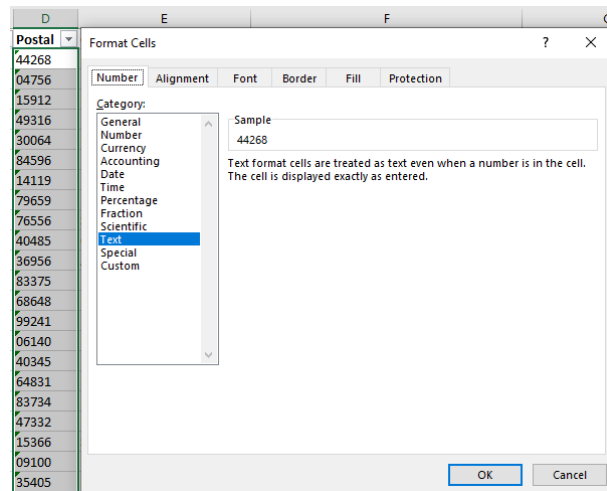 D E F
Postal
Format Cells ? ×
44268
04756
15912
49316
30064
84596
14119
79659
76556
40485
36956
83375
68648
99241
06140
40345
64831
83734
47332
15366
09100
35405
Number Alignment Font Border Fill Protection
Category:
General
Number
Currency
Accounting
Date
Time
Percentage
Fraction
Scientific
Text
Special
Custom
Sample
44268
Text format cells are treated as text even when a number is in the cell.
The cell is displayed exactly as entered.
OK Cancel